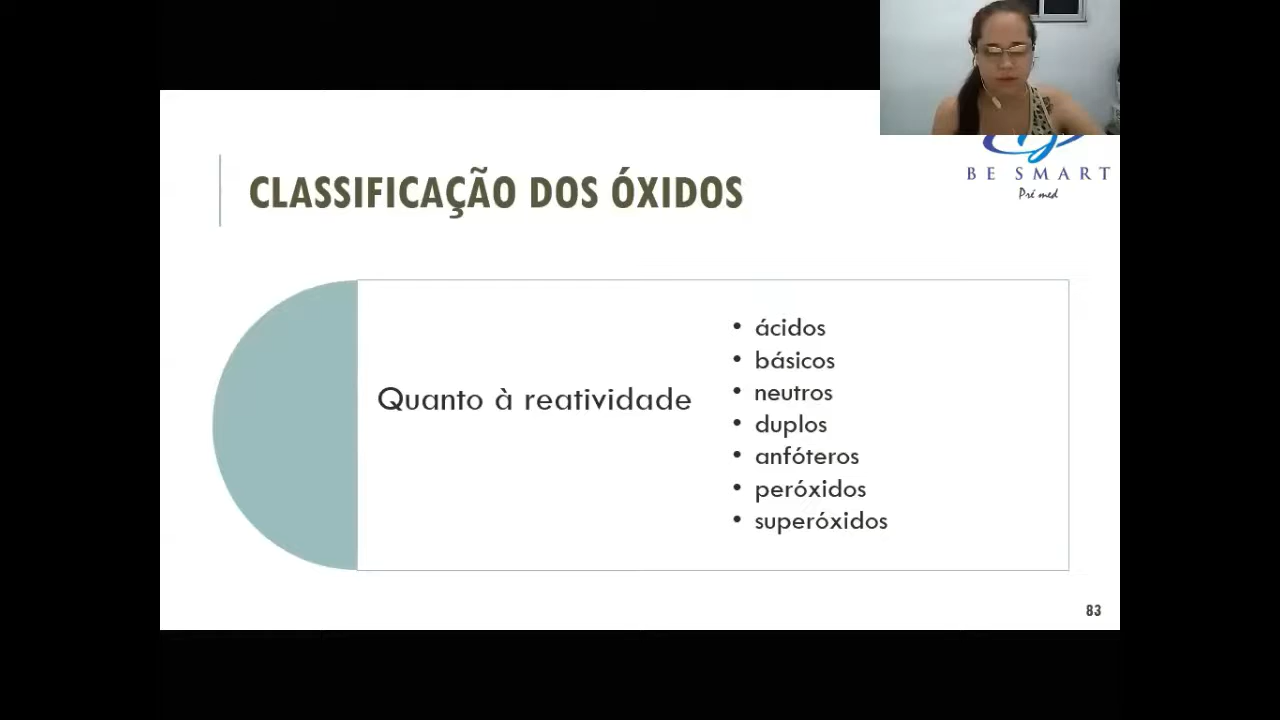 CLASSIFICAÇÃO DOS ÓXIDOS
BE SMART
Pré med
Quanto à reatividade
• ácidos
• básicos
• neutros
• duplos
• anfóteros
• peróxidos
• superóxidos
83